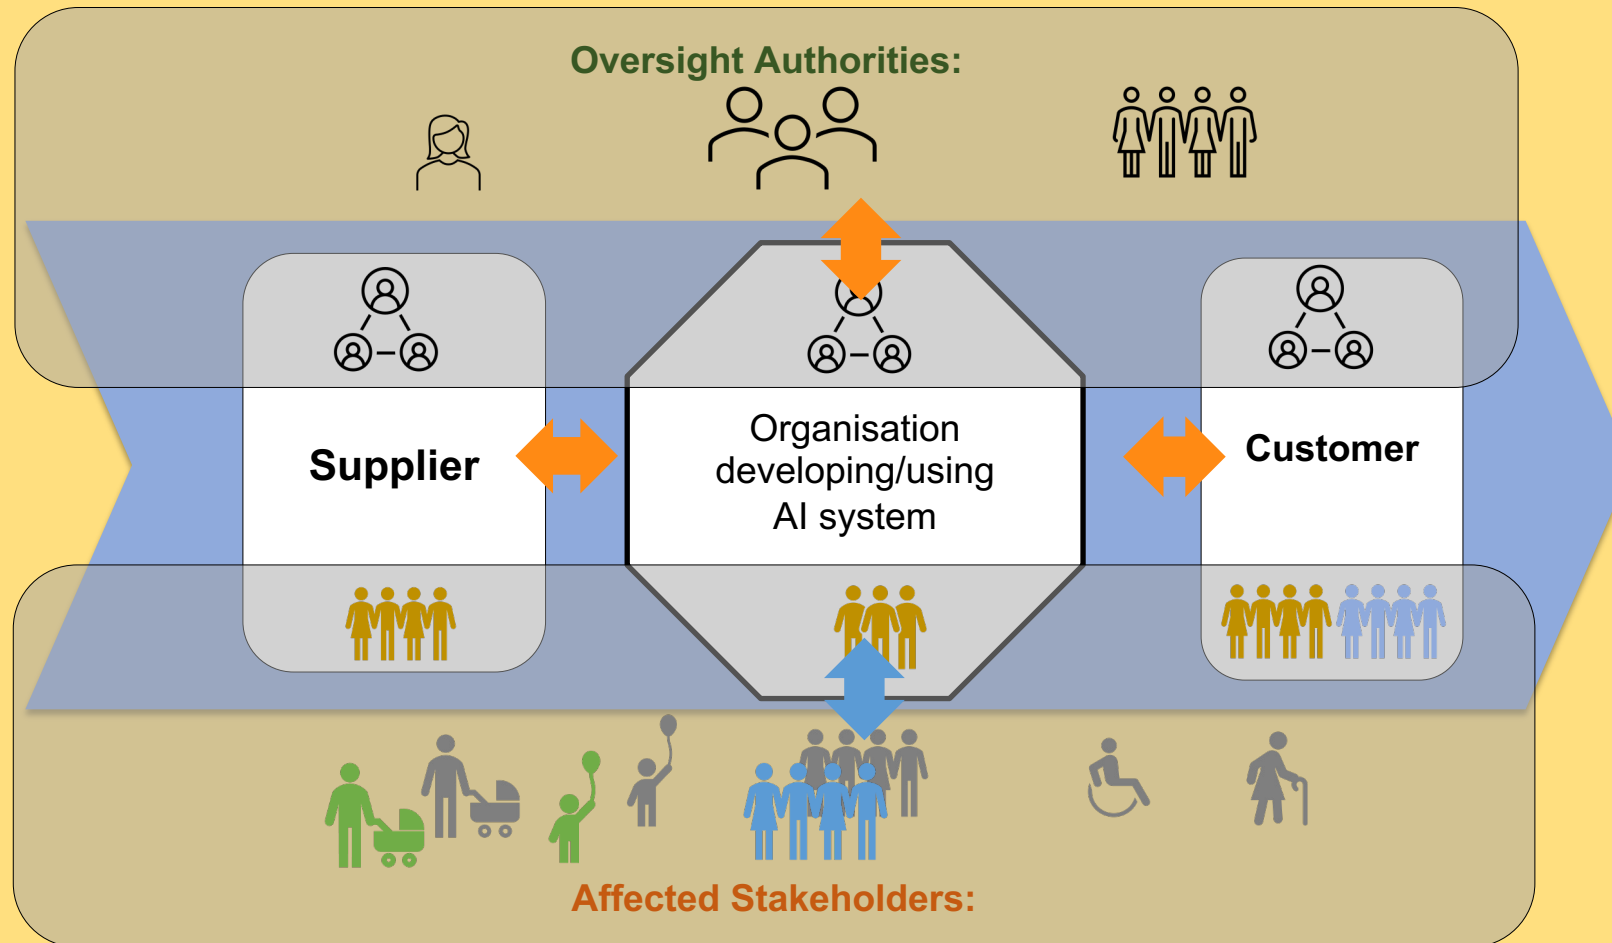 Oversight Authorities:
Supplier
Organisation
developing/using
AI system
Customer
Affected Stakeholders: